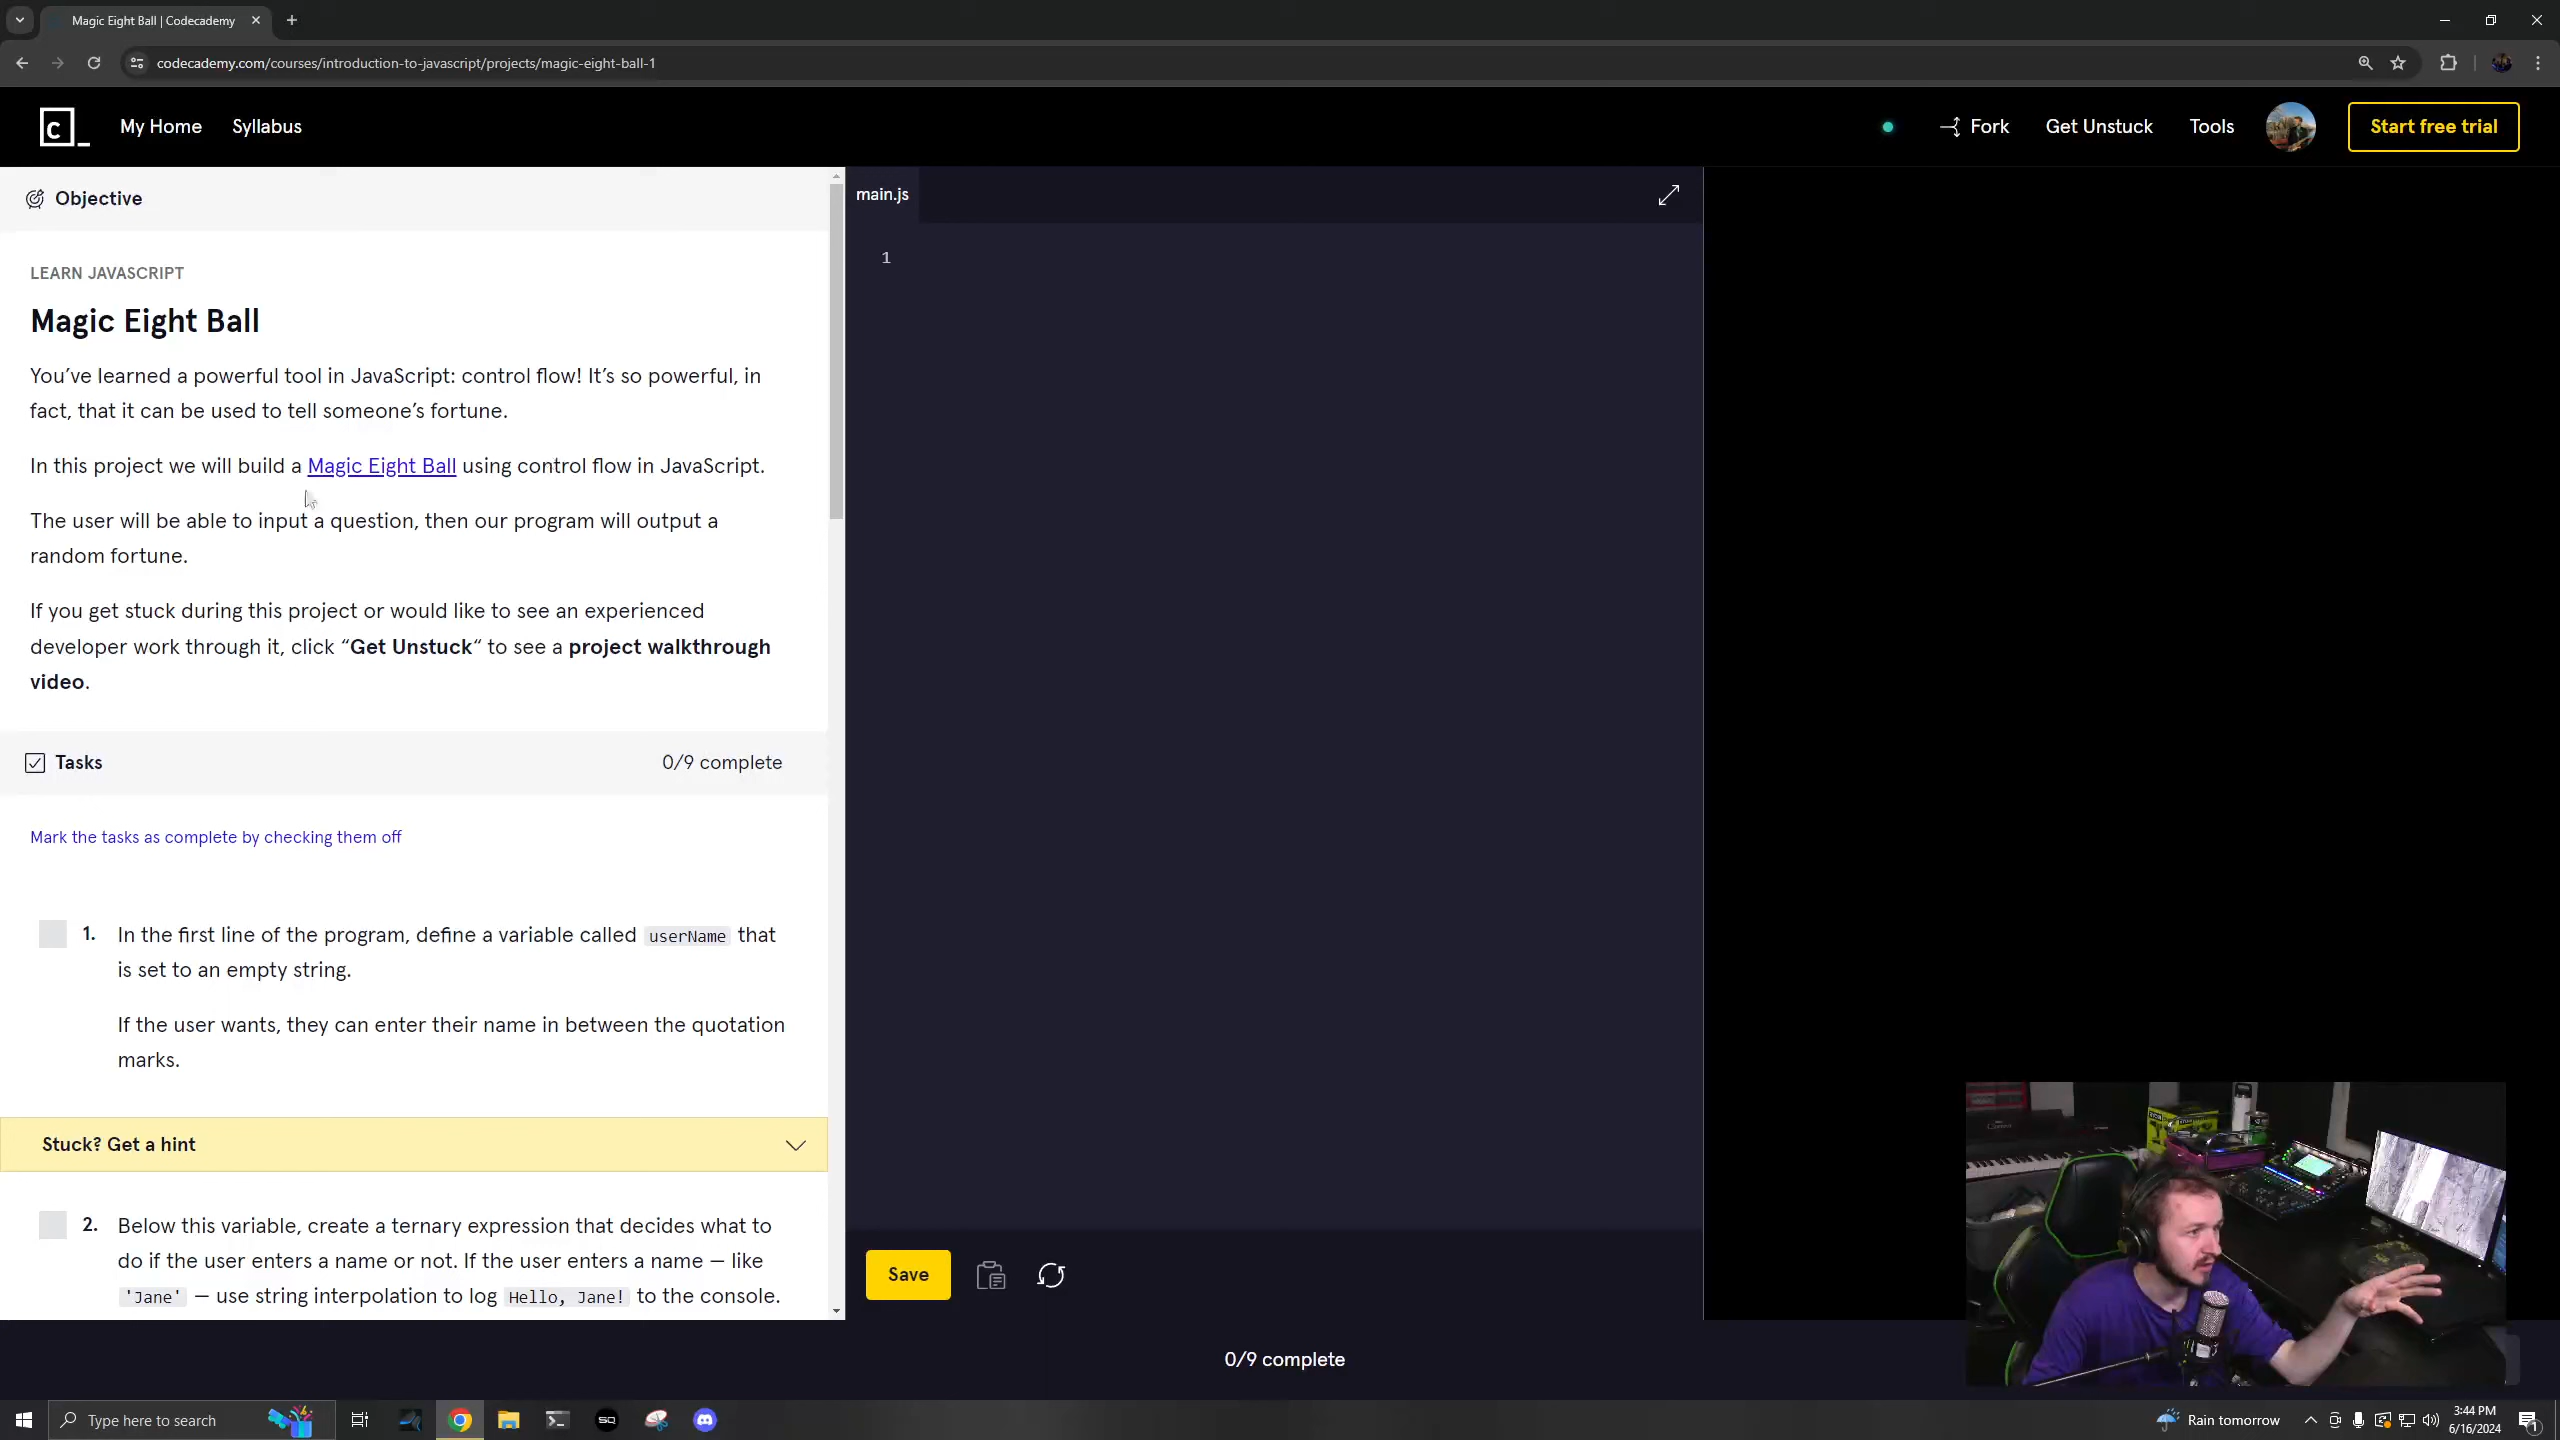 Magic Eight Ball | Codecademy
codecademy.com/courses/introduction-to-javascript/projects/magic-eight-ball-1
C_
My Home
Syllabus
Fork
Get Unstuck
Tools
Start free trial
Objective
LEARN JAVASCRIPT
Magic Eight Ball
You've learned a powerful tool in JavaScript: control flow! It's so powerful, in
fact, that it can be used to tell someone's fortune.
In this project we will build a Magic Eight Ball using control flow in JavaScript.
The user will be able to input a question, then our program will output a
random fortune.
If you get stuck during this project or would like to see an experienced
developer work through it, click “Get Unstuck“ to see a project walkthrough
video.
Tasks
0/9 complete
Mark the tasks as complete by checking them off
1. In the first line of the program, define a variable called userName that
is set to an empty string.
If the user wants, they can enter their name in between the quotation
marks.
Stuck? Get a hint
2. Below this variable, create a ternary expression that decides what to
do if the user enters a name or not. If the user enters a name — like
'Jane' — use string interpolation to log Hello, Jane! to the console.
main.js
1
Save
0/9 complete
Type here to search
SQ
Rain tomorrow
3:44 PM
6/16/2024
1